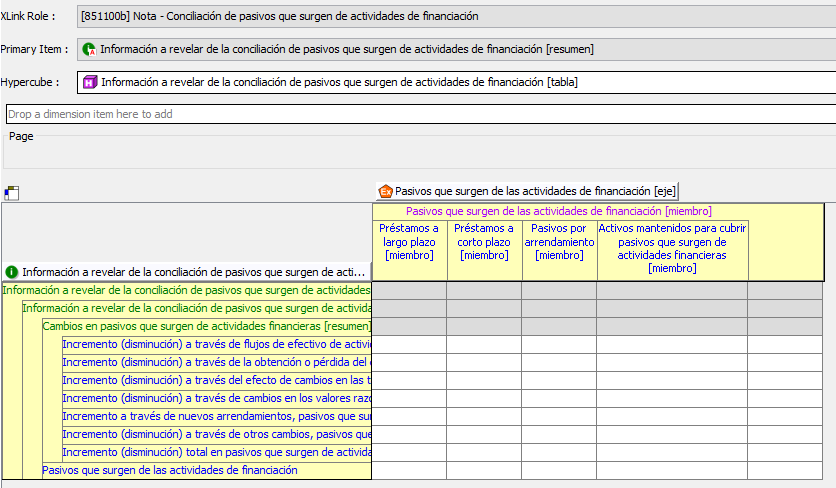 XLink Role :
[851100b] Nota - Conciliación de pasivos que surgen de actividades de financiación
Primary Item :
Información a revelar de la conciliación de pasivos que surgen de actividades de financiación [resumen]
Hypercube :
Información a revelar de la conciliación de pasivos que surgen de actividades de financiación [tabla]
Drop a dimension item here to add
Page
Pasivos que surgen de las actividades de financiación [eje]
Pasivos que surgen de las actividades de financiación [miembro]
Préstamos a
largo plazo
[miembro]
Préstamos a
corto plazo
[miembro]
Pasivos por
arrendamiento
[miembro]
Activos mantenidos para cubrir
pasivos que surgen de
actividades financieras
[miembro]
Información a revelar de la conciliación de pasivos que surgen de acti...
Información a revelar de la conciliación de pasivos que surgen de actividades
Información a revelar de la conciliación de pasivos que surgen de activida
Cambios en pasivos que surgen de actividades financieras [resumen]
Incremento (disminución) a través de flujos de efectivo de activi
Incremento (disminución) a través de la obtención o pérdida del
Incremento (disminución) a través del efecto de cambios en las t
Incremento (disminución) a través de cambios en los valores razo
Incremento a través de nuevos arrendamientos, pasivos que sur
Incremento (disminución) a través de otros cambios, pasivos que
Incremento (disminución) total en pasivos que surgen de activida
Pasivos que surgen de las actividades de financiación